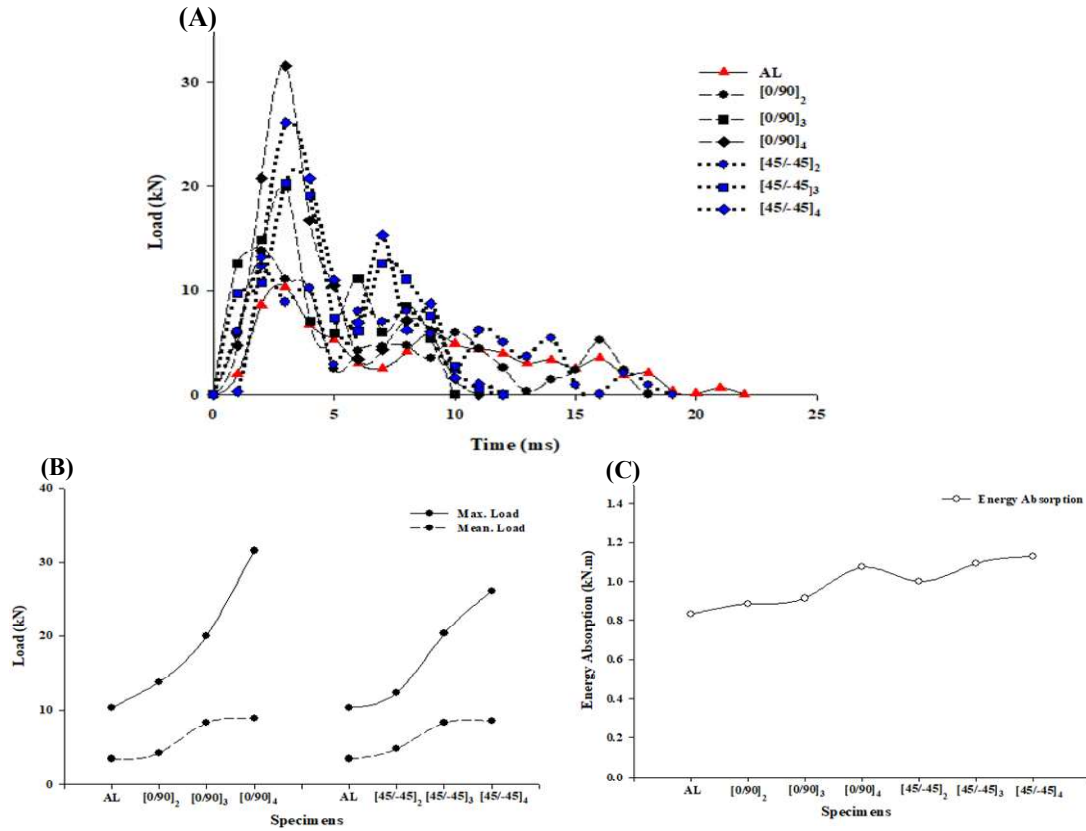 (A)
30
20
10
0
Load (kN)
AL
[0/90]2
[0/90]3
[0/90]4
[45/-45]2
[45/-45]3
[45/-45]4
0 5 10 15 20 25
Time (ms)
(B)
40
30
20
10
0
Load (kN)
Max. Load
Mean. Load
AL [0/90]2 [0/90]3 [0/90]4 AL [45/-45]2 [45/-45]3 [45/-45]4
Specimens
(C)
1.4
1.2
1.0
0.8
0.6
0.4
0.2
0.0
Energy Absorption (kN.m)
Energy Absorption
AL [0/90]2 [0/90]3 [0/90]4 [45/-45]2 [45/-45]3 [45/-45]4
Specimens